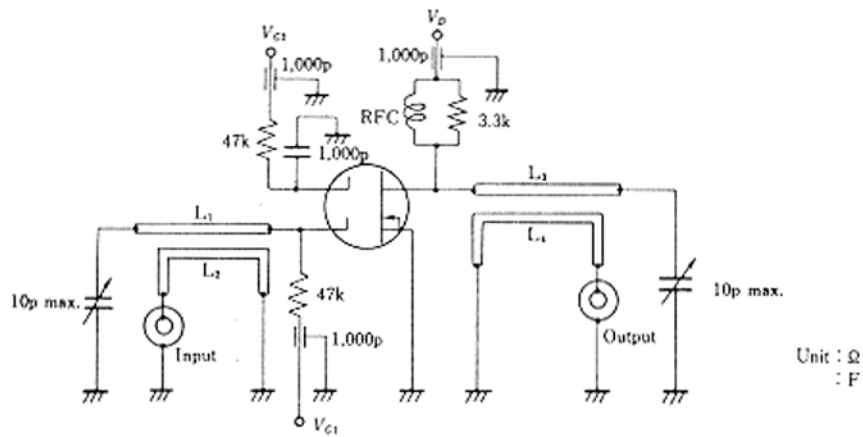 V_G2
V_D
1,000p
1,000p
RFC
3.3k
47k
1,000p
L₁
L₃
L₂
L₄
10p max.
47k
10p max.
Input
Output
1,000p
Unit : Ω
: F
V_G1